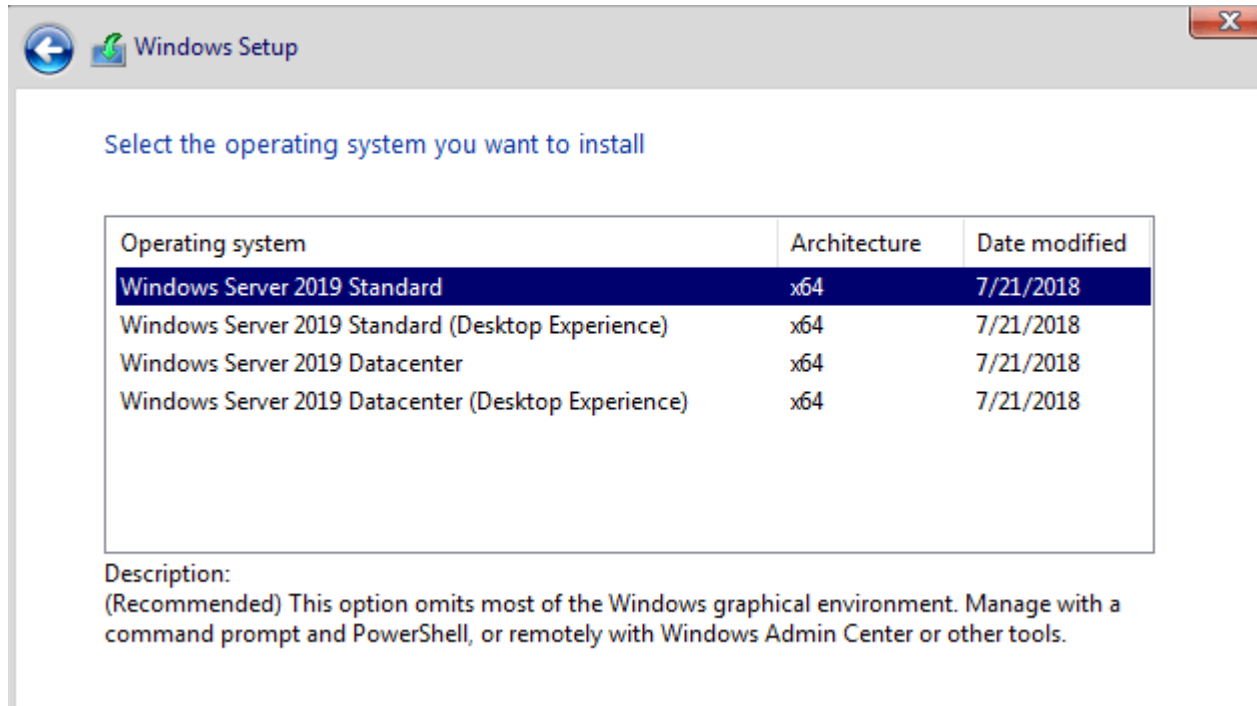 Windows Setup
Select the operating system you want to install
Operating system Architecture Date modified
Windows Server 2019 Standard x64 7/21/2018
Windows Server 2019 Standard (Desktop Experience) x64 7/21/2018
Windows Server 2019 Datacenter x64 7/21/2018
Windows Server 2019 Datacenter (Desktop Experience) x64 7/21/2018
Description:
(Recommended) This option omits most of the Windows graphical environment. Manage with a
command prompt and PowerShell, or remotely with Windows Admin Center or other tools.